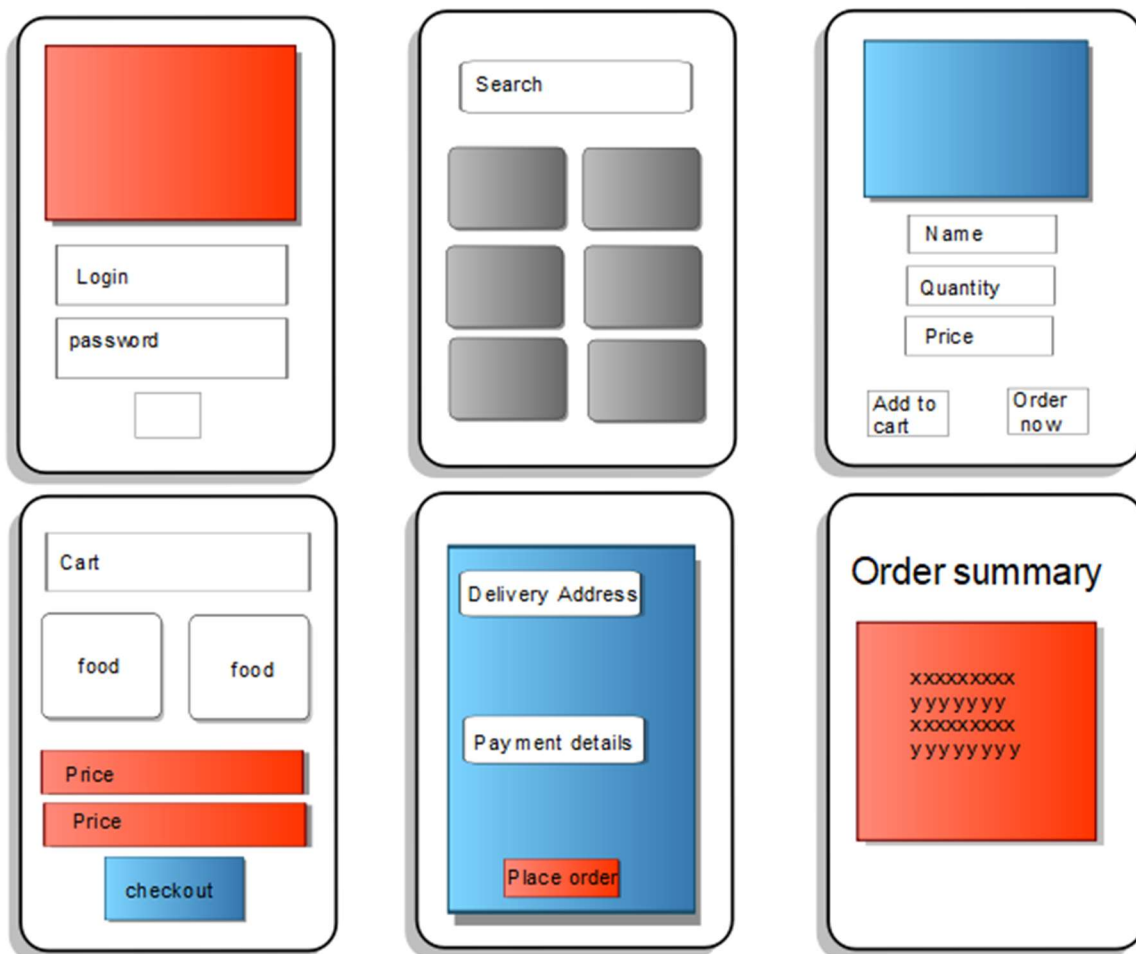 Login
password
Search
Name
Quantity
Price
Add to
cart
Order
now
Cart
food
food
Price
Price
checkout
Delivery Address
Payment details
Place order
Order summary
xxxxxxxxx
yyyyyyy
xxxxxxxxx
yyyyyyyy